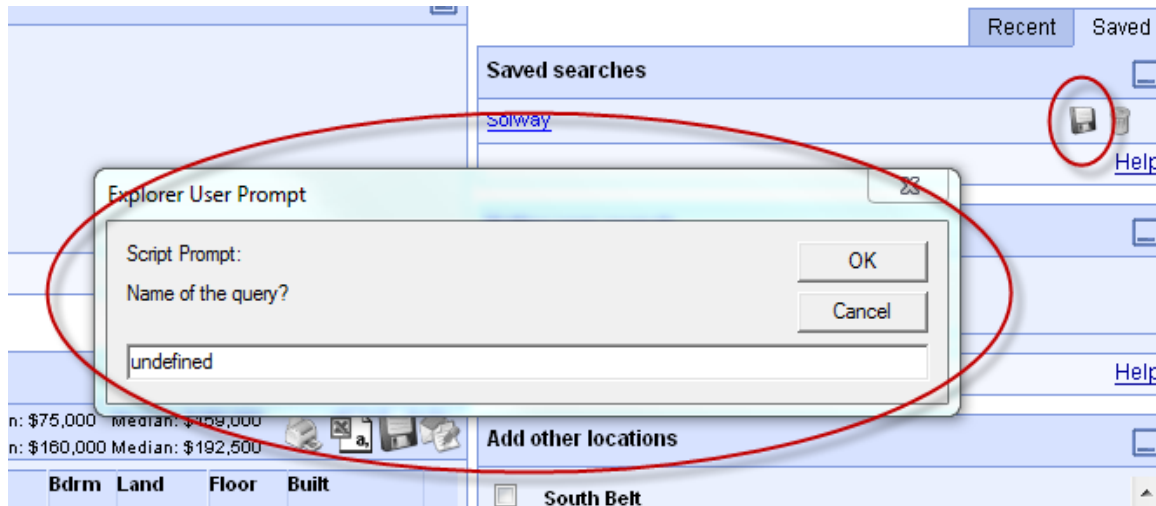 Recent Saved
Saved searches
Solway
Help
Explorer User Prompt
Script Prompt:
Name of the query?
OK
Cancel
undefined
Help
n: $75,000 Median: $159,000
n: $160,000 Median: $192,500
a,
Add other locations
Bdrm Land Floor Built
South Belt